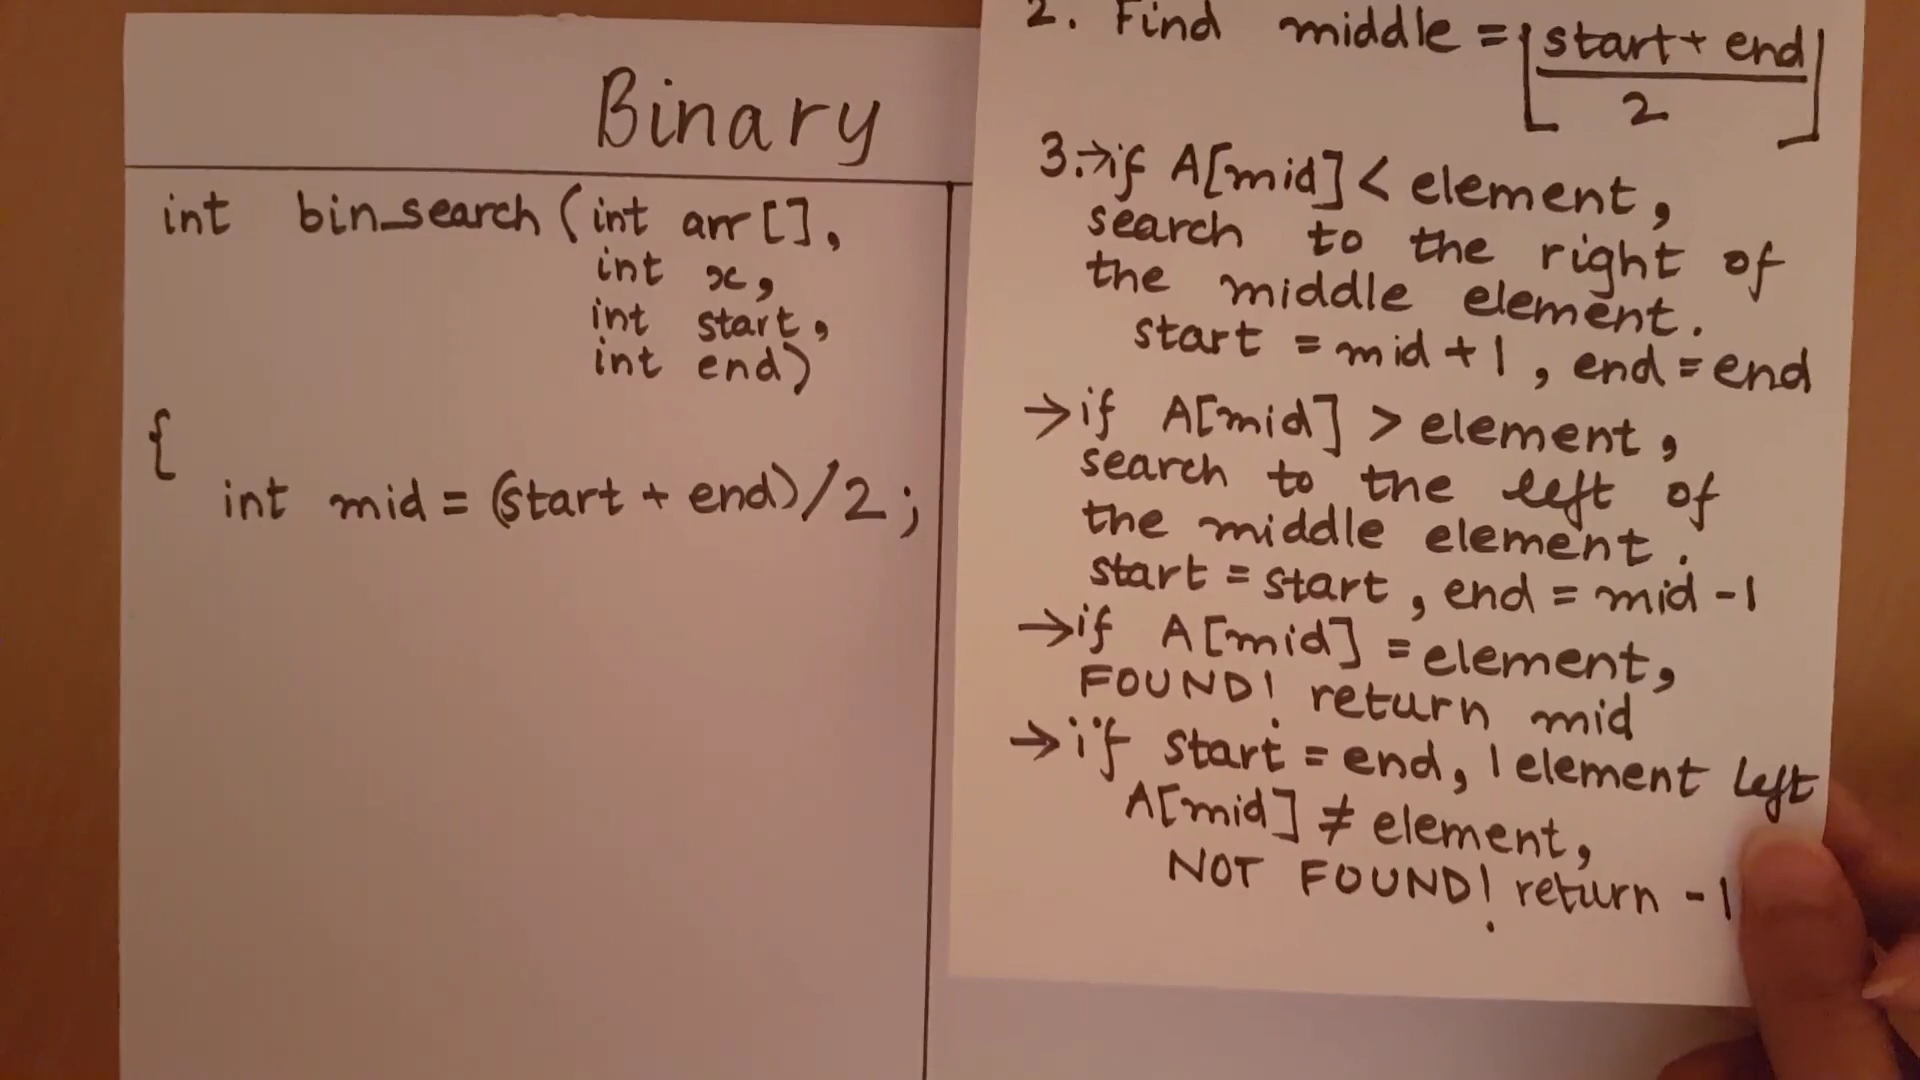 Binary
int bin_search (int arr[],
int x,
int start,
int end)
{
int mid = (start + end)/2;
2. Find middle = ⌊start + end
2⌋
3.→if A[mid] < element,
search to the right of
the middle element.
start = mid + 1, end = end
→if A[mid] > element,
search to the left of
the middle element.
start = start, end = mid - 1
→if A[mid] = element,
FOUND! return mid
→if start = end, 1 element left
A[mid] ≠ element,
NOT FOUND! return -1